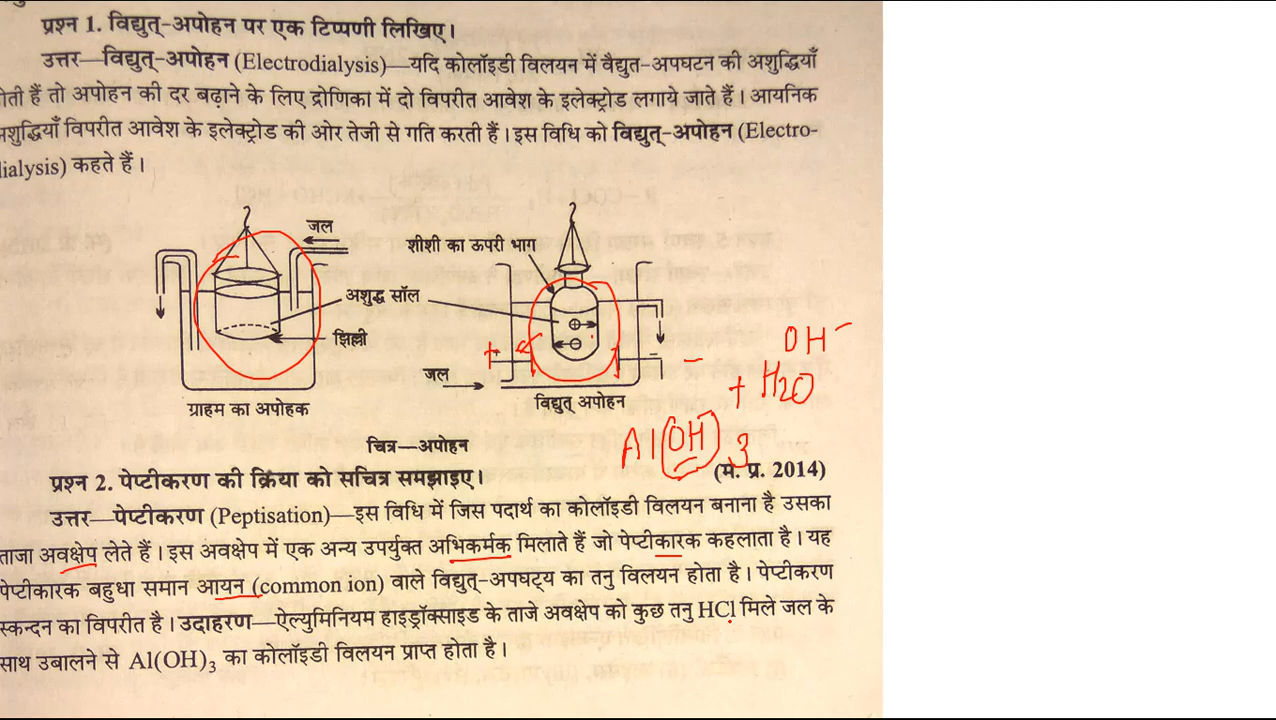 प्रश्न 1. विद्युत्-अपोहन पर एक टिप्पणी लिखिए।
उत्तर—विद्युत्-अपोहन (Electrodialysis)—यदि कोलॉइडी विलयन में वैद्युत-अपघटन की अशुद्धियाँ
ोती हैं तो अपोहन की दर बढ़ाने के लिए द्रोणिका में दो विपरीत आवेश के इलेक्ट्रोड लगाये जाते हैं। आयनिक
अशुद्धियाँ विपरीत आवेश के इलेक्ट्रोड की ओर तेजी से गति करती हैं। इस विधि को विद्युत्-अपोहन (Electro-
dialysis) कहते हैं।
जल
शीशी का ऊपरी भाग
अशुद्ध सॉल
झिल्ली
जल
+
–
OH⁻
+ H2O
Al(OH)3
ग्राहम का अपोहक
विद्युत् अपोहन
चित्र—अपोहन
प्रश्न 2. पेप्टीकरण की क्रिया को सचित्र समझाइए। (म. प्र. 2014)
उत्तर—पेप्टीकरण (Peptisation)—इस विधि में जिस पदार्थ का कोलॉइडी विलयन बनाना है उसका
ताजा अवक्षेप लेते हैं। इस अवक्षेप में एक अन्य उपर्युक्त अभिकर्मक मिलाते हैं जो पेप्टीकारक कहलाता है। यह
पेप्टीकारक बहुधा समान आयन (common ion) वाले विद्युत्-अपघट्य का तनु विलयन होता है। पेप्टीकरण
स्कन्दन का विपरीत है। उदाहरण—ऐल्युमिनियम हाइड्रॉक्साइड के ताजे अवक्षेप को कुछ तनु HCl मिले जल के
साथ उबालने से Al(OH)3 का कोलॉइडी विलयन प्राप्त होता है।